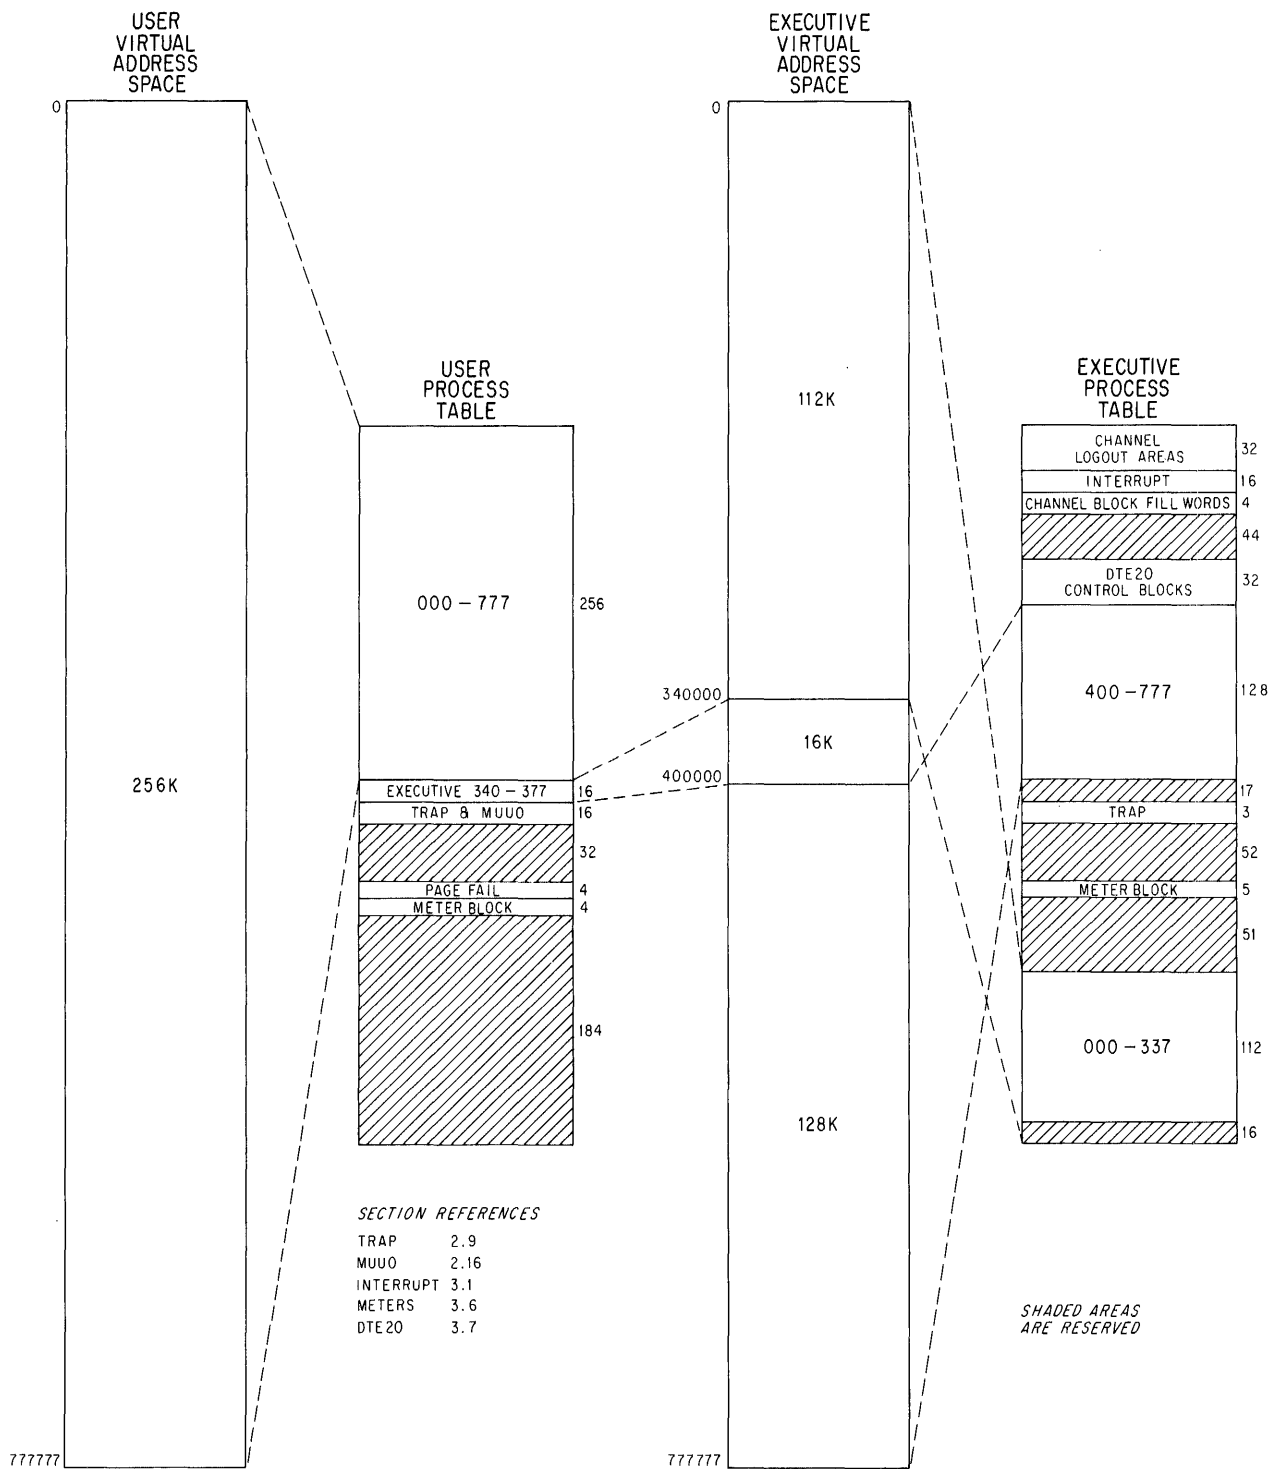 USER
VIRTUAL
ADDRESS
SPACE
0
256K
777777
USER
PROCESS
TABLE
000-777
256
EXECUTIVE 340-377
16
TRAP & MUUO
16
32
PAGE FAIL
4
METER BLOCK
4
184
SECTION REFERENCES
TRAP 2.9
MUUO 2.16
INTERRUPT 3.1
METERS 3.6
DTE20 3.7
EXECUTIVE
VIRTUAL
ADDRESS
SPACE
0
112K
340000
16K
400000
128K
777777
EXECUTIVE
PROCESS
TABLE
CHANNEL
LOGOUT AREAS
32
INTERRUPT
16
CHANNEL BLOCK FILL WORDS
4
44
DTE20
CONTROL BLOCKS
32
400-777
128
17
TRAP
3
52
METER BLOCK
5
51
000-337
112
16
SHADED AREAS
ARE RESERVED